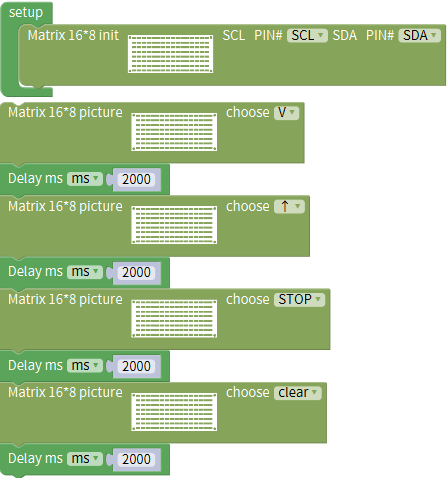 setup
Matrix 16*8 init SCL PIN# SCL SDA PIN# SDA
Matrix 16*8 picture choose V
Delay ms ms 2000
Matrix 16*8 picture choose ↑
Delay ms ms 2000
Matrix 16*8 picture choose STOP
Delay ms ms 2000
Matrix 16*8 picture choose clear
Delay ms ms 2000